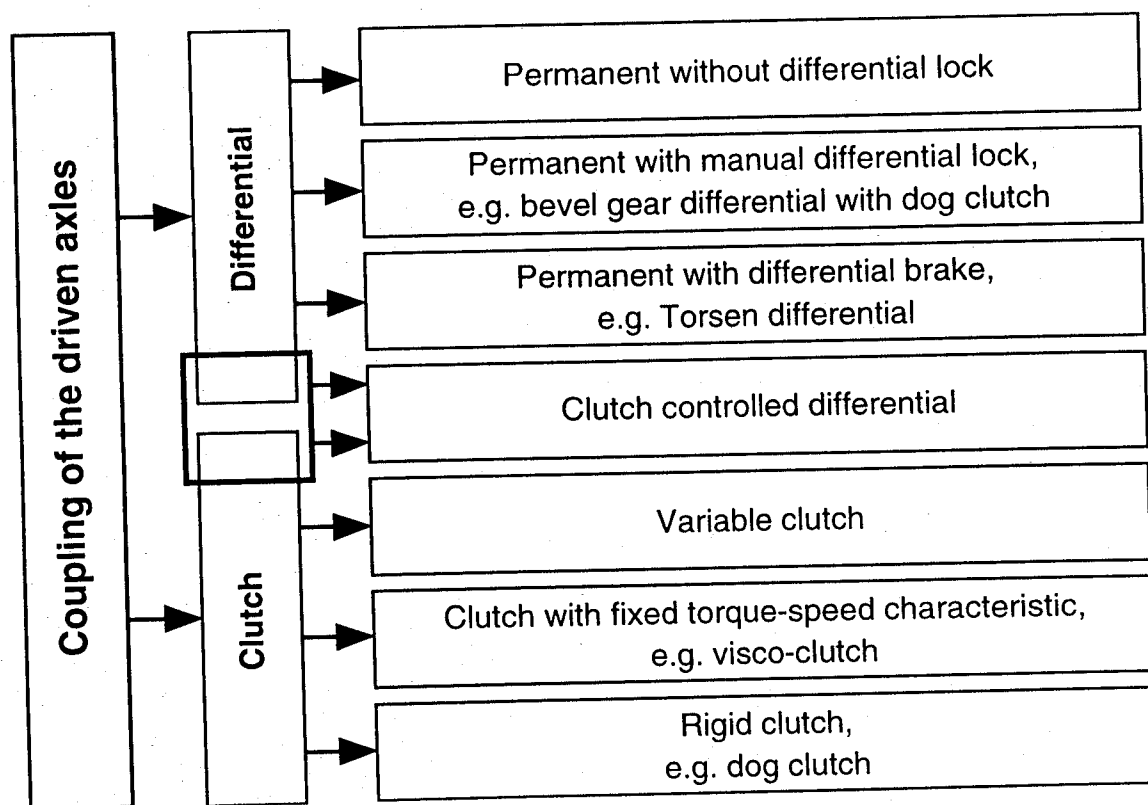 Coupling of the driven axles
Differential
Clutch
Permanent without differential lock
Permanent with manual differential lock,
e.g. bevel gear differential with dog clutch
Permanent with differential brake,
e.g. Torsen differential
Clutch controlled differential
Variable clutch
Clutch with fixed torque-speed characteristic,
e.g. visco-clutch
Rigid clutch,
e.g. dog clutch